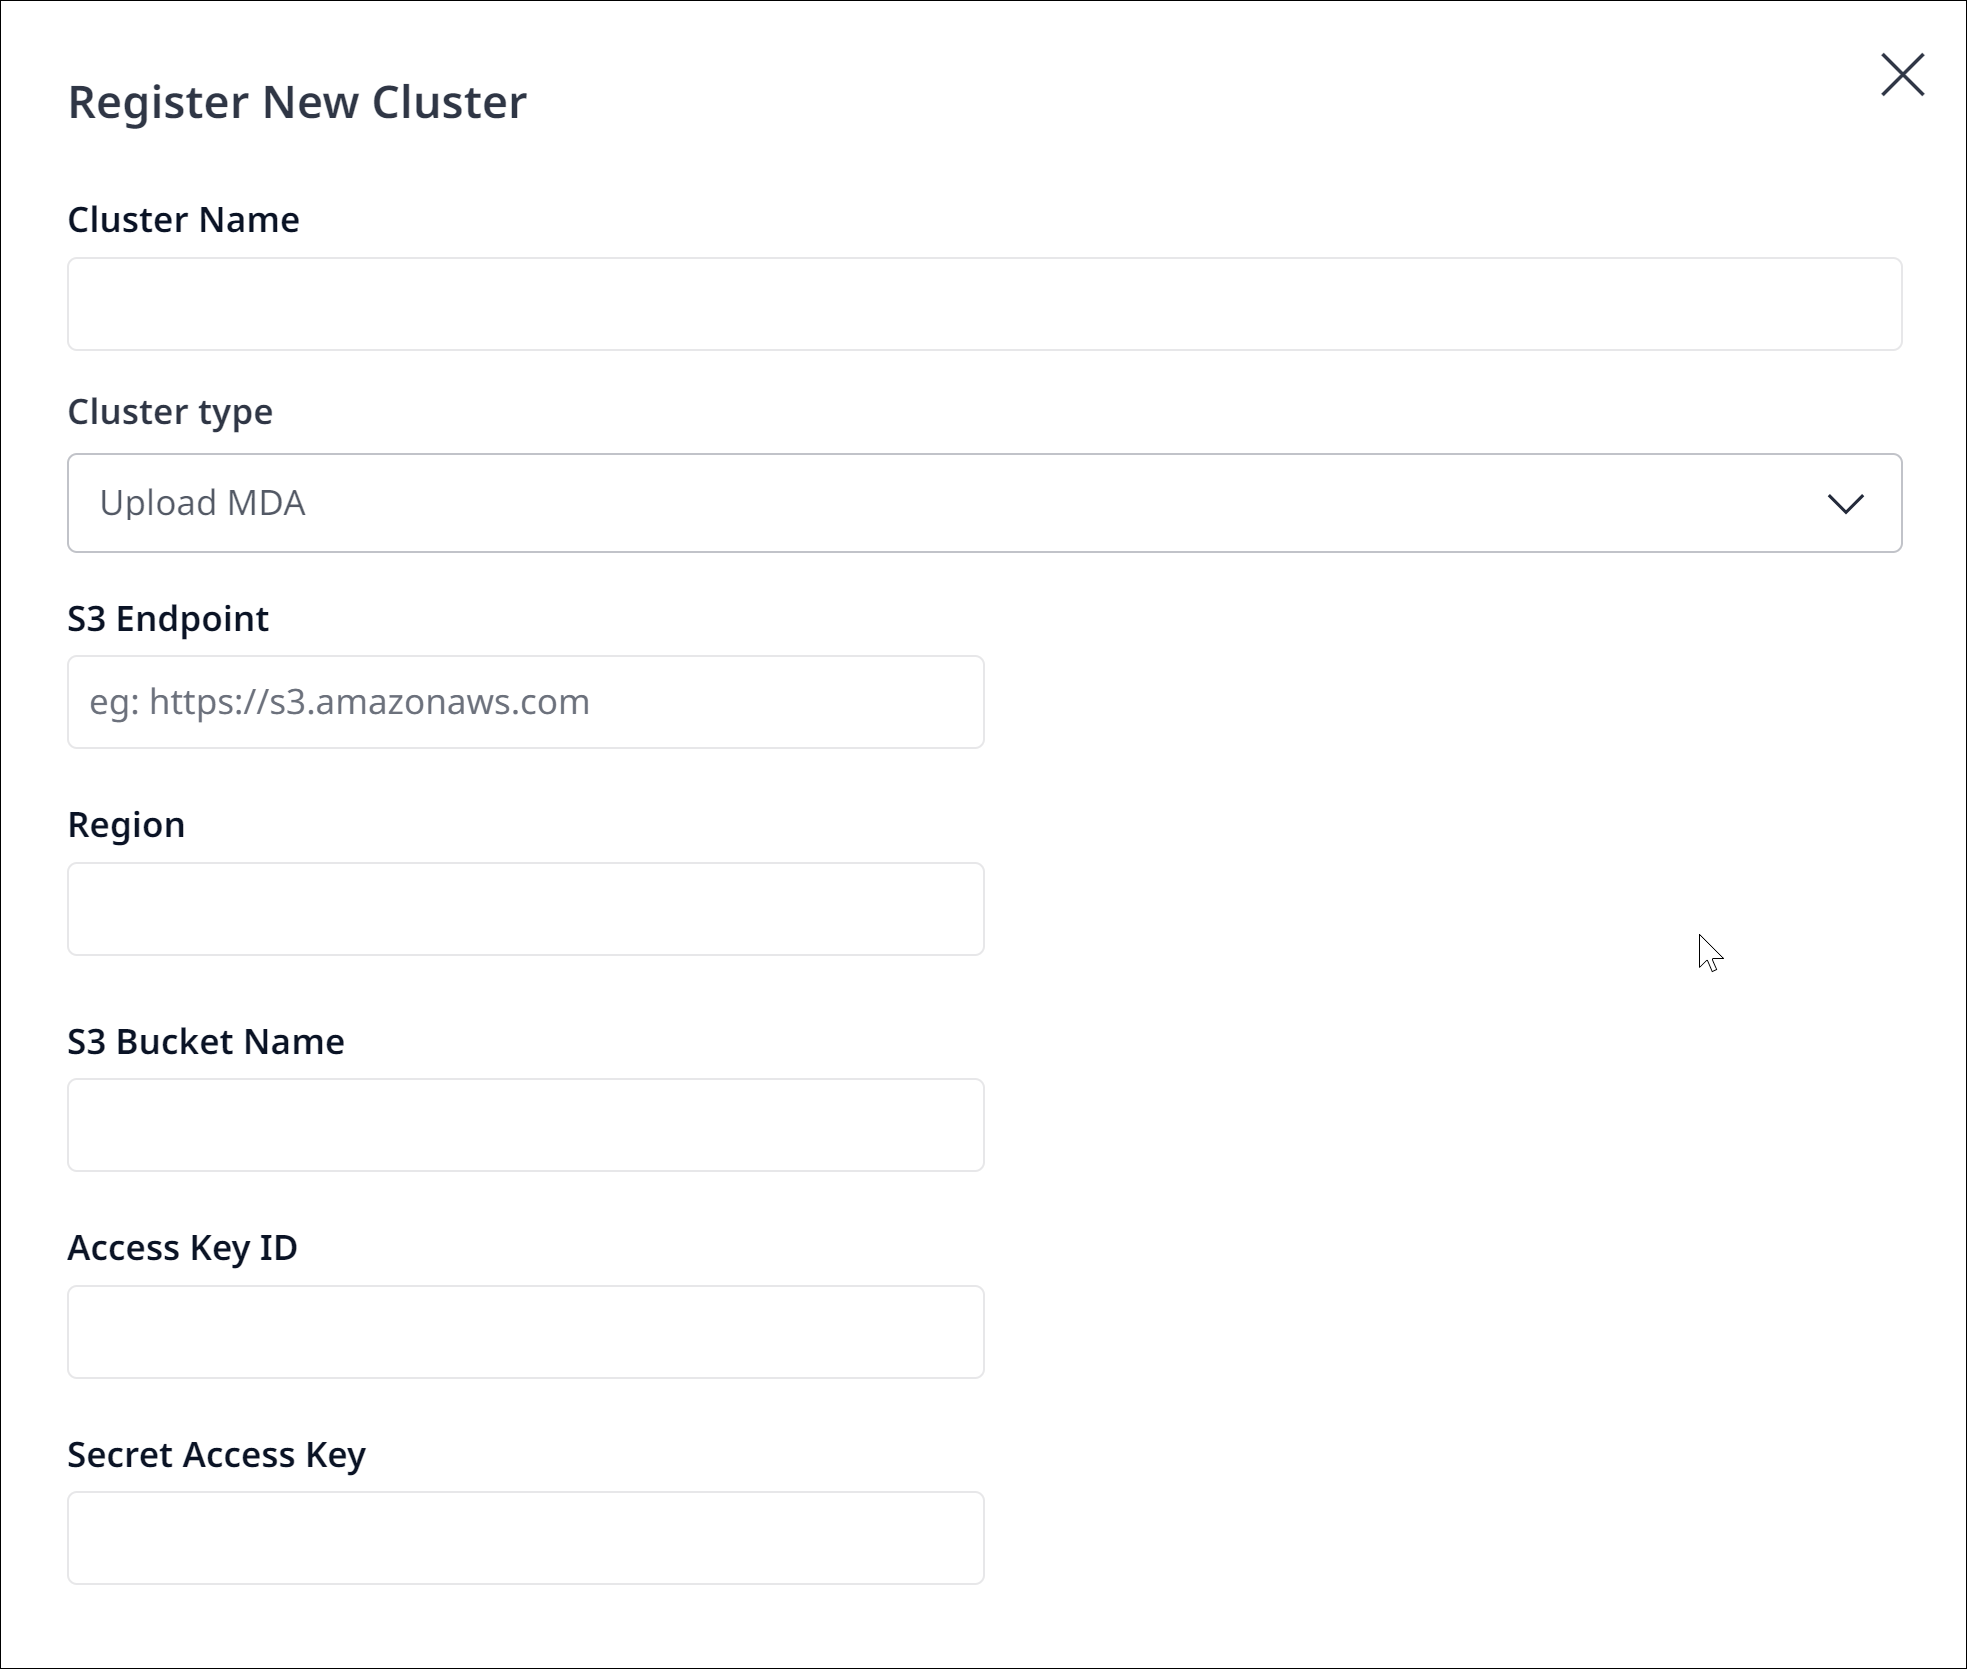 Register New Cluster
Cluster Name
Cluster type
Upload MDA
S3 Endpoint
eg: https://s3.amazonaws.com
Region
S3 Bucket Name
Access Key ID
Secret Access Key